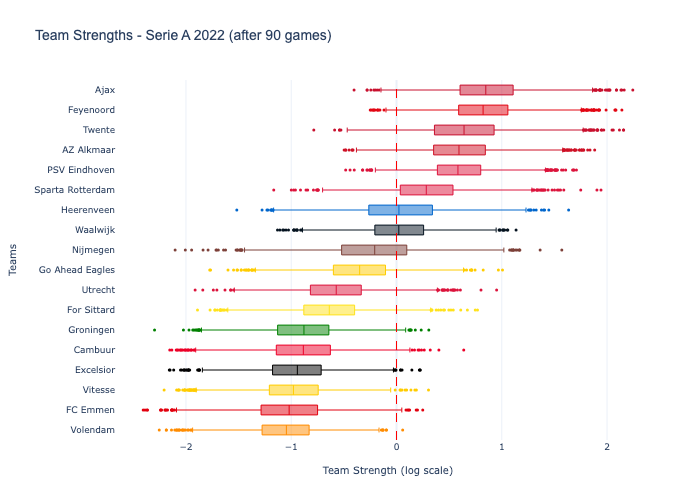 Team Strengths - Serie A 2022 (after 90 games)
Ajax
Feyenoord
Twente
AZ Alkmaar
PSV Eindhoven
Sparta Rotterdam
Heerenveen
Waalwijk
Nijmegen
Go Ahead Eagles
Utrecht
For Sittard
Groningen
Cambuur
Excelsior
Vitesse
FC Emmen
Volendam
Teams
−2 −1 0 1 2
Team Strength (log scale)